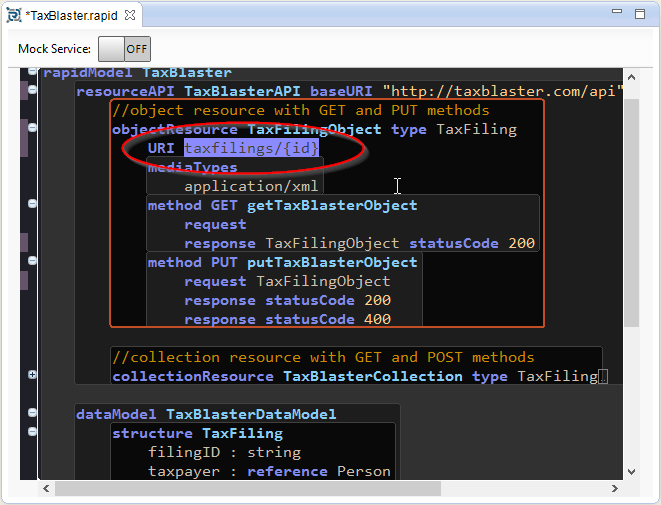 *TaxBlaster.rapid
Mock Service: OFF
rapidModel TaxBlaster
resourceAPI TaxBlasterAPI baseURI "http://taxblaster.com/api"
//object resource with GET and PUT methods
objectResource TaxFilingObject type TaxFiling
URI taxfilings/{id}
mediaTypes
application/xml
method GET getTaxBlasterObject
request
response TaxFilingObject statusCode 200
method PUT putTaxBlasterObject
request TaxFilingObject
response statusCode 200
response statusCode 400
//collection resource with GET and POST methods
collectionResource TaxBlasterCollection type TaxFiling
dataModel TaxBlasterDataModel
structure TaxFiling
filingID : string
taxpayer : reference Person